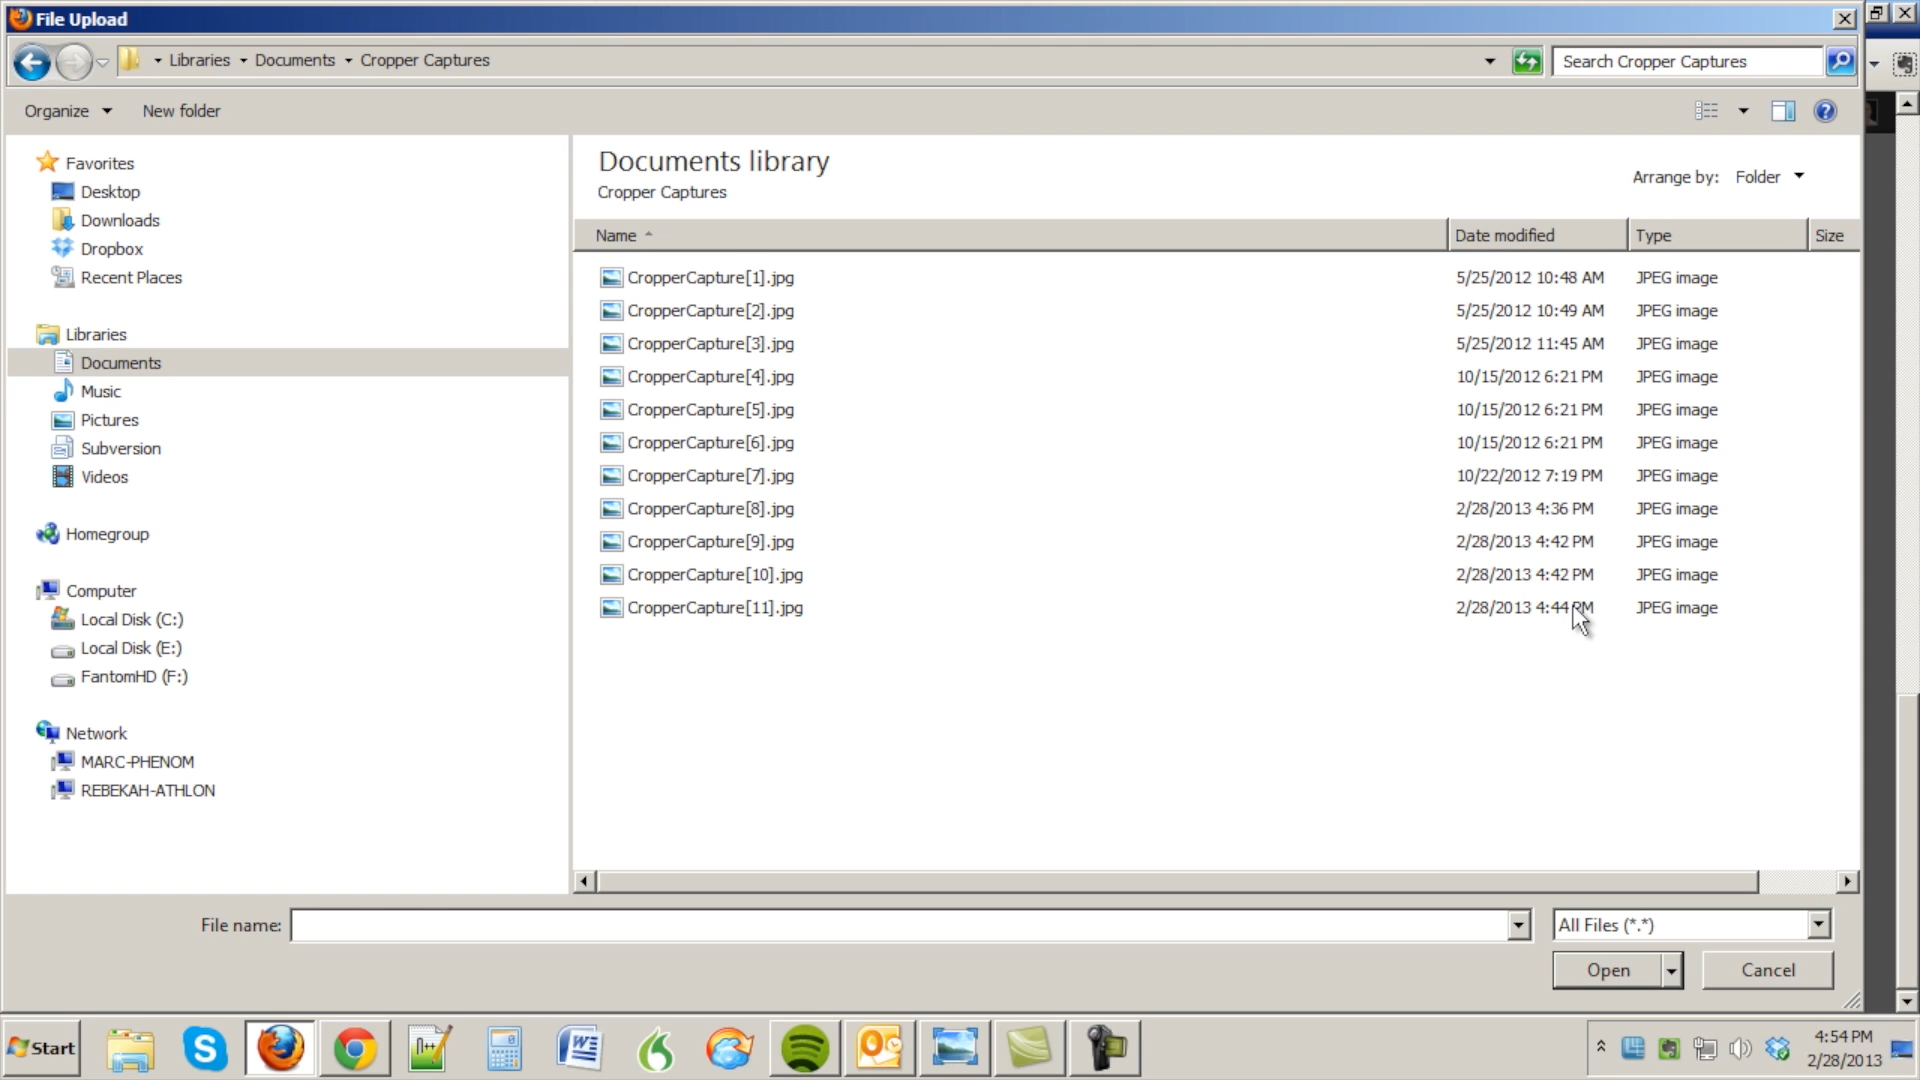 File Upload
Libraries Documents Cropper Captures
Search Cropper Captures
Organize New folder
Favorites
Desktop
Downloads
Dropbox
Recent Places
Libraries
Documents
Music
Pictures
Subversion
Videos
Homegroup
Computer
Local Disk (C:)
Local Disk (E:)
FantomHD (F:)
Network
MARC-PHENOM
REBEKAH-ATHLON
Documents library
Cropper Captures
Arrange by: Folder
Name Date modified Type Size
CropperCapture[1].jpg 5/25/2012 10:48 AM JPEG image
CropperCapture[2].jpg 5/25/2012 10:49 AM JPEG image
CropperCapture[3].jpg 5/25/2012 11:45 AM JPEG image
CropperCapture[4].jpg 10/15/2012 6:21 PM JPEG image
CropperCapture[5].jpg 10/15/2012 6:21 PM JPEG image
CropperCapture[6].jpg 10/15/2012 6:21 PM JPEG image
CropperCapture[7].jpg 10/22/2012 7:19 PM JPEG image
CropperCapture[8].jpg 2/28/2013 4:36 PM JPEG image
CropperCapture[9].jpg 2/28/2013 4:42 PM JPEG image
CropperCapture[10].jpg 2/28/2013 4:42 PM JPEG image
CropperCapture[11].jpg 2/28/2013 4:44 PM JPEG image
File name: All Files (*.*)
Open Cancel
Start
4:54 PM
2/28/2013